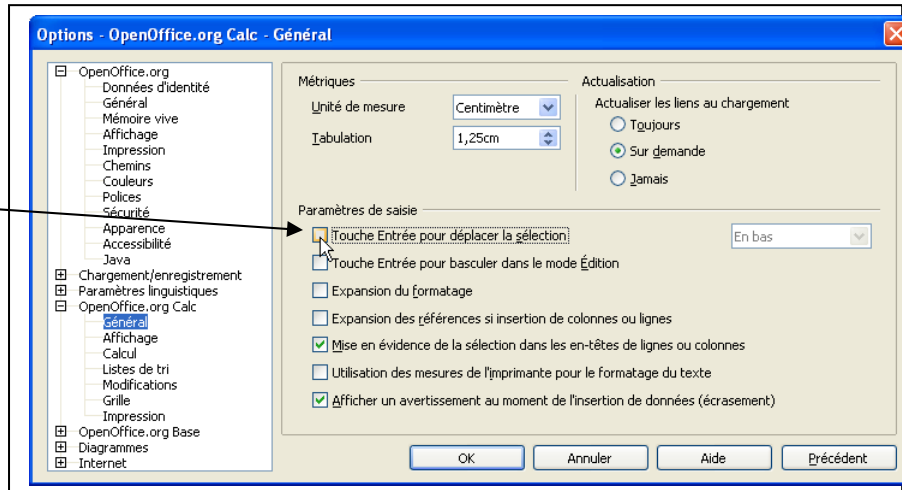 Options - OpenOffice.org Calc - Général
OpenOffice.org
Données d'identité
Général
Mémoire vive
Affichage
Impression
Chemins
Couleurs
Polices
Sécurité
Apparence
Accessibilité
Java
Chargement/enregistrement
Paramètres linguistiques
OpenOffice.org Calc
Général
Affichage
Calcul
Listes de tri
Modifications
Grille
Impression
OpenOffice.org Base
Diagrammes
Internet
Métriques
Unité de mesure
Centimètre
Tabulation
1,25cm
Actualisation
Actualiser les liens au chargement
Toujours
Sur demande
Jamais
Paramètres de saisie
Touche Entrée pour déplacer la sélection
En bas
Touche Entrée pour basculer dans le mode Édition
Expansion du formatage
Expansion des références si insertion de colonnes ou lignes
Mise en évidence de la sélection dans les en-têtes de lignes ou colonnes
Utilisation des mesures de l'imprimante pour le formatage du texte
Afficher un avertissement au moment de l'insertion de données (écrasement)
OK
Annuler
Aide
Précédent